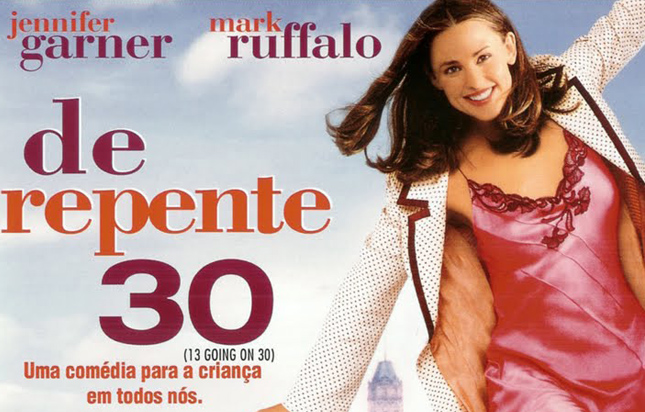 jennifer mark
garner ruffalo
de
repente
30
(13 GOING ON 30)
Uma comédia para a criança
em todos nós.